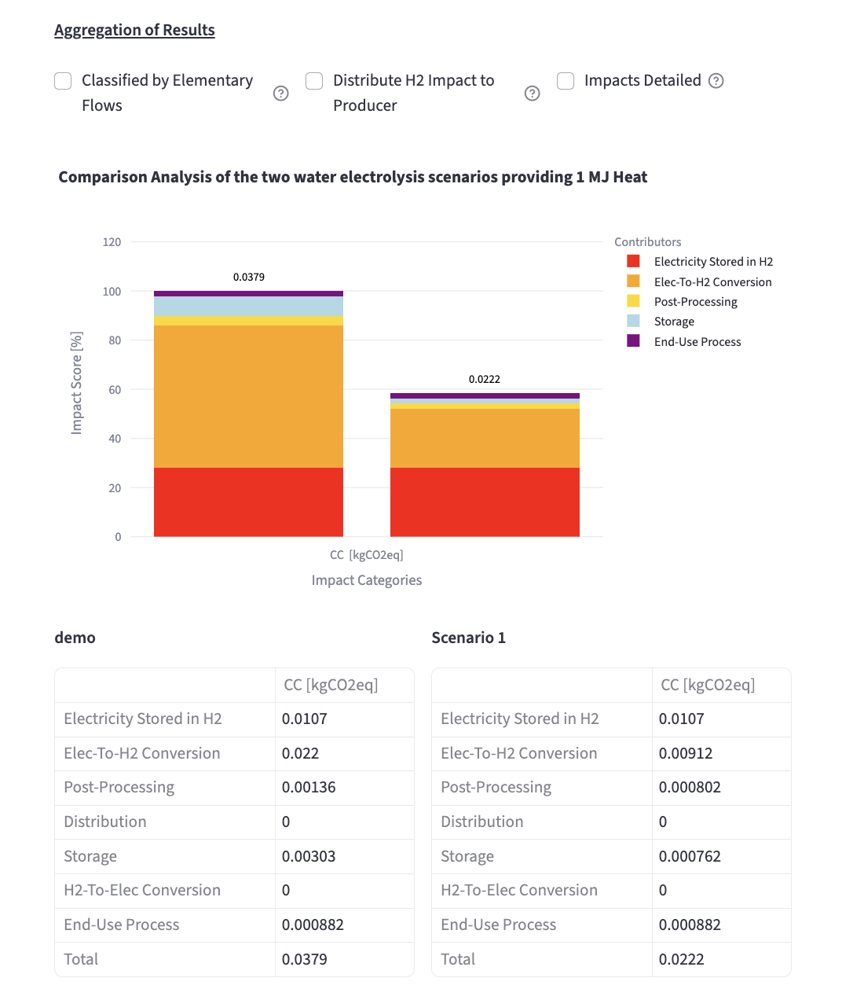 Aggregation of Results
Classified by Elementary
Flows
Distribute H2 Impact to
Producer
Impacts Detailed
Comparison Analysis of the two water electrolysis scenarios providing 1 MJ Heat
120
100
80
60
40
20
0
Impact Score [%]
0.0379
0.0222
CC [kgCO2eq]
Impact Categories
Contributors
Electricity Stored in H2
Elec-To-H2 Conversion
Post-Processing
Storage
End-Use Process
demo
CC [kgCO2eq]
Electricity Stored in H2 0.0107
Elec-To-H2 Conversion 0.022
Post-Processing 0.00136
Distribution 0
Storage 0.00303
H2-To-Elec Conversion 0
End-Use Process 0.000882
Total 0.0379
Scenario 1
CC [kgCO2eq]
Electricity Stored in H2 0.0107
Elec-To-H2 Conversion 0.00912
Post-Processing 0.000802
Distribution 0
Storage 0.000762
H2-To-Elec Conversion 0
End-Use Process 0.000882
Total 0.0222